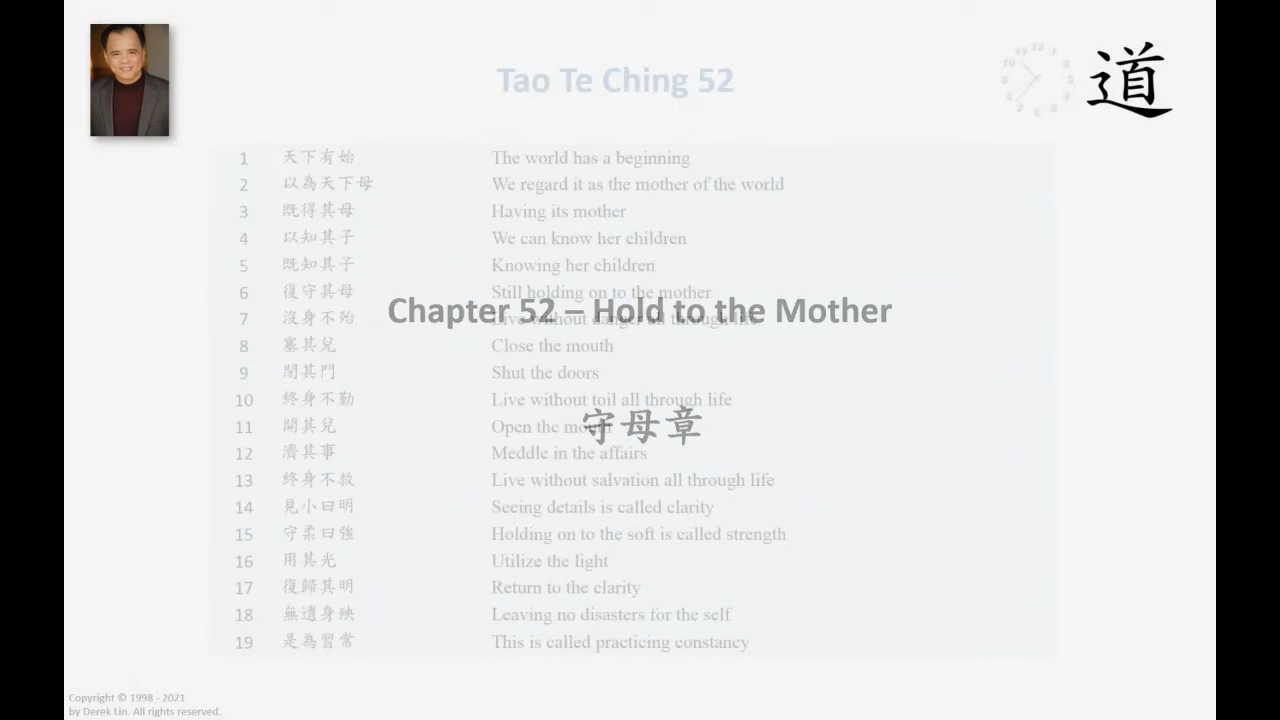 道
Tao Te Ching 52
1 天下有始 The world has a beginning
2 以為天下母 We regard it as the mother of the world
3 既得其母 Having its mother
4 以知其子 We can know her children
5 既知其子 Knowing her children
6 復守其母 Still holding on to the mother
Chapter 52 – Hold to the Mother
7 沒身不殆 Live without danger all through life
8 塞其兌 Close the mouth
9 閉其門 Shut the doors
10 終身不勤 Live without toil all through life
守母章
11 開其兌 Open the mouth
12 濟其事 Meddle in the affairs
13 終身不救 Live without salvation all through life
14 見小曰明 Seeing details is called clarity
15 守柔曰強 Holding on to the soft is called strength
16 用其光 Utilize the light
17 復歸其明 Return to the clarity
18 無遺身殃 Leaving no disasters for the self
19 是為習常 This is called practicing constancy
Copyright © 1998 - 2021
by Derek Lin. All rights reserved.